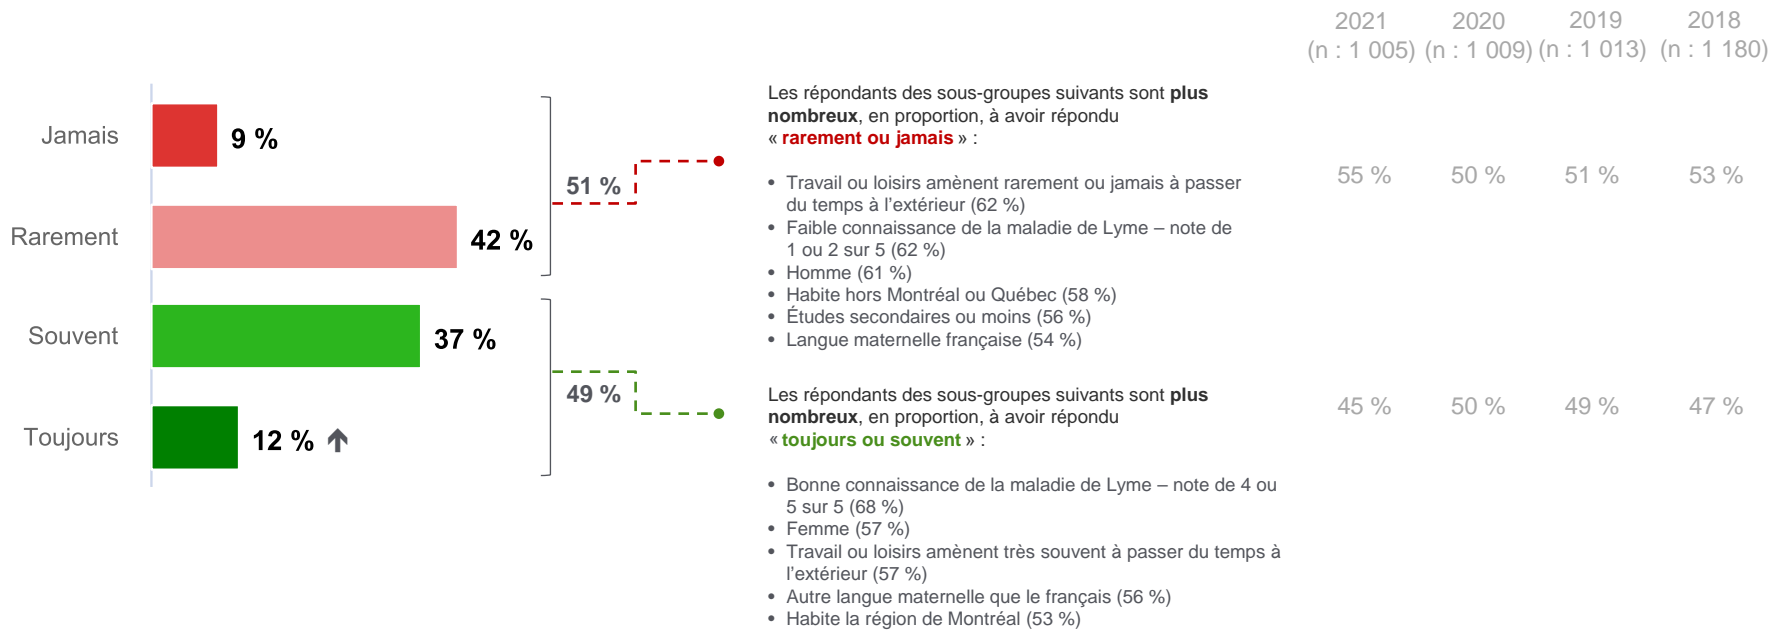 2021 2020 2019 2018
(n : 1 005) (n : 1 009) (n : 1 013) (n : 1 180)
Jamais 9 %
Rarement 42 %
51 %
Souvent 37 %
Toujours 12 %
49 %
Les répondants des sous-groupes suivants sont plus
nombreux, en proportion, à avoir répondu
« rarement ou jamais » :
• Travail ou loisirs amènent rarement ou jamais à passer
du temps à l’extérieur (62 %)
• Faible connaissance de la maladie de Lyme – note de
1 ou 2 sur 5 (62 %)
• Homme (61 %)
• Habite hors Montréal ou Québec (58 %)
• Études secondaires ou moins (56 %)
• Langue maternelle française (54 %)
55 % 50 % 51 % 53 %
Les répondants des sous-groupes suivants sont plus
nombreux, en proportion, à avoir répondu
« toujours ou souvent » :
• Bonne connaissance de la maladie de Lyme – note de 4 ou
5 sur 5 (68 %)
• Femme (57 %)
• Travail ou loisirs amènent très souvent à passer du temps à
l’extérieur (57 %)
• Autre langue maternelle que le français (56 %)
• Habite la région de Montréal (53 %)
45 % 50 % 49 % 47 %